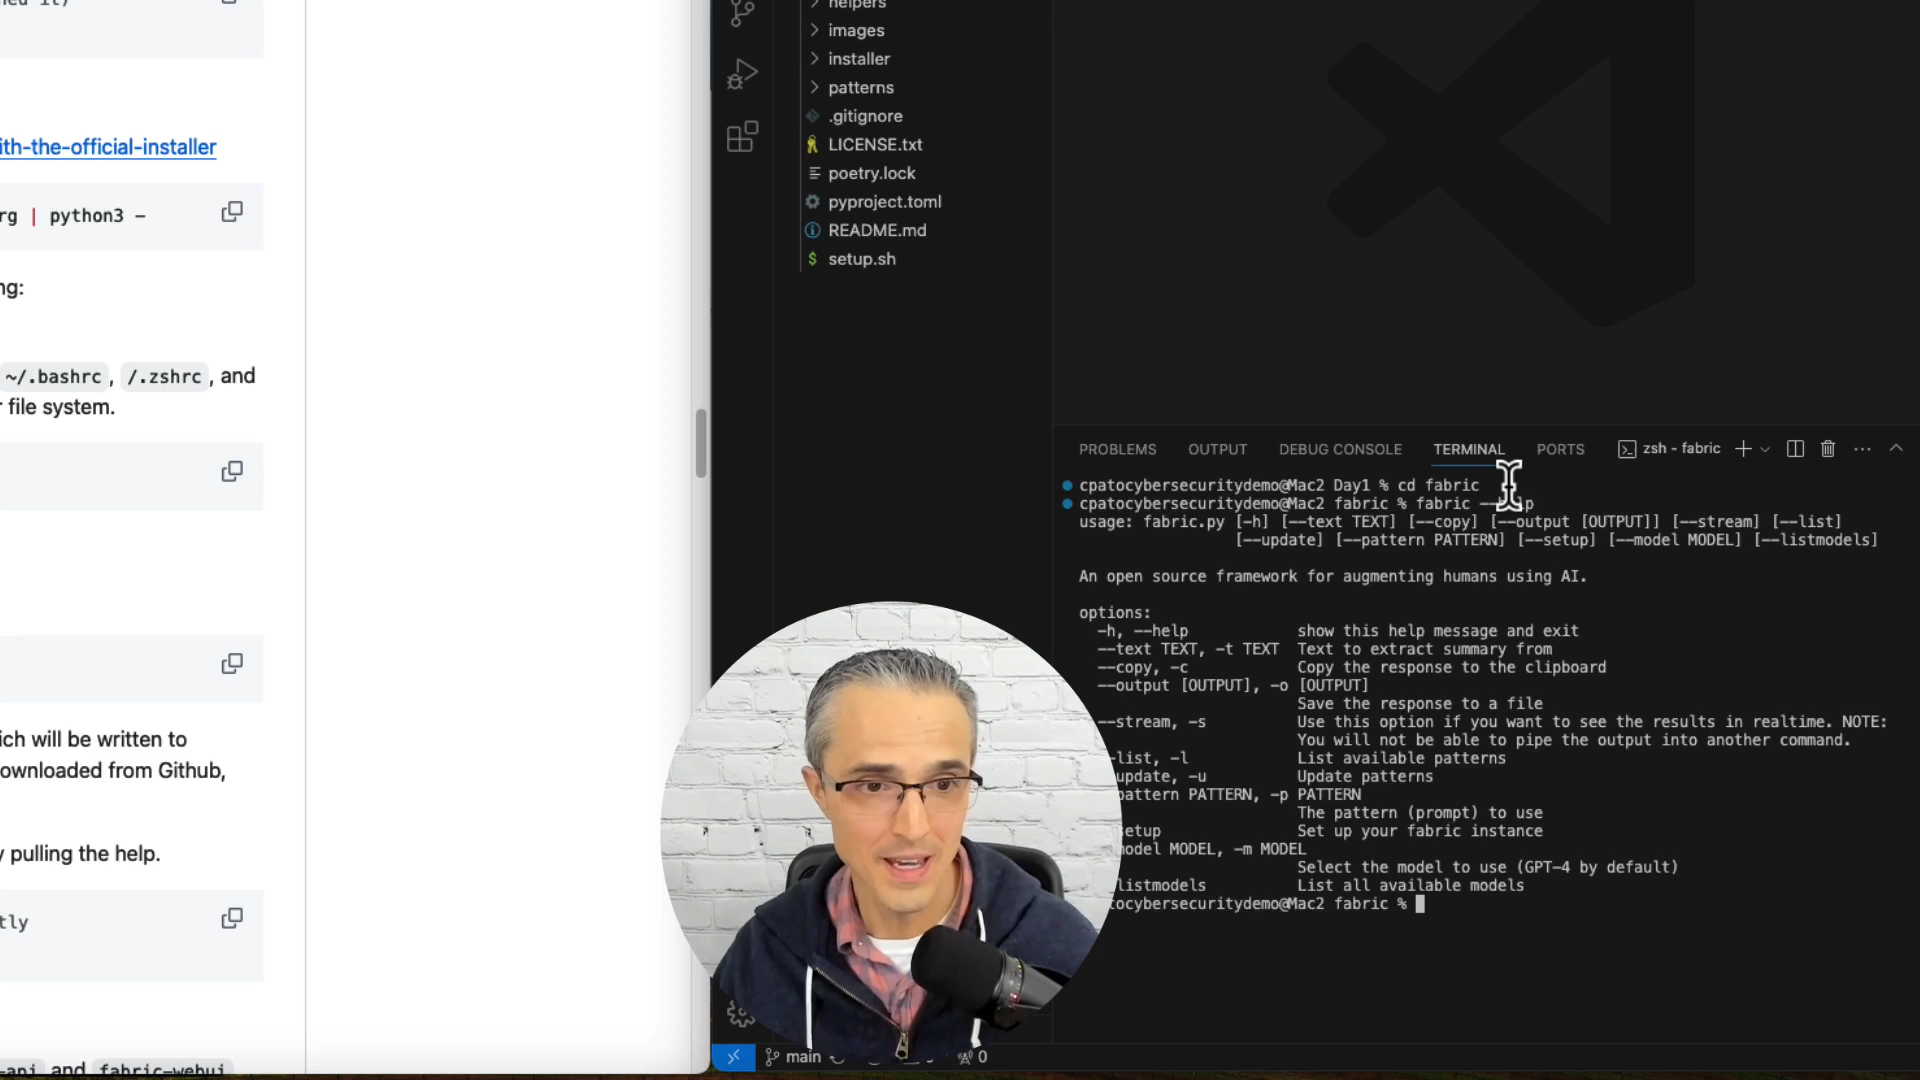 ith-the-official-installer
rg | python3 -
ng:
~/.bashrc, /.zshrc, and
file system.
ich will be written to
ownloaded from Github,
y pulling the help.
tly
-api and fabric-webui
helpers
images
installer
patterns
.gitignore
LICENSE.txt
poetry.lock
pyproject.toml
README.md
setup.sh
PROBLEMS OUTPUT DEBUG CONSOLE TERMINAL PORTS zsh - fabric
cpatocybersecuritydemo@Mac2 Day1 % cd fabric
cpatocybersecuritydemo@Mac2 fabric % fabric --help
usage: fabric.py [-h] [--text TEXT] [--copy] [--output [OUTPUT]] [--stream] [--list]
[--update] [--pattern PATTERN] [--setup] [--model MODEL] [--listmodels]
An open source framework for augmenting humans using AI.
options:
-h, --help show this help message and exit
--text TEXT, -t TEXT Text to extract summary from
--copy, -c Copy the response to the clipboard
--output [OUTPUT], -o [OUTPUT]
Save the response to a file
--stream, -s Use this option if you want to see the results in realtime. NOTE:
You will not be able to pipe the output into another command.
-list, -l List available patterns
update, -u Update patterns
pattern PATTERN, -p PATTERN
The pattern (prompt) to use
setup Set up your fabric instance
model MODEL, -m MODEL
Select the model to use (GPT-4 by default)
listmodels List all available models
tocybersecuritydemo@Mac2 fabric %
main 0